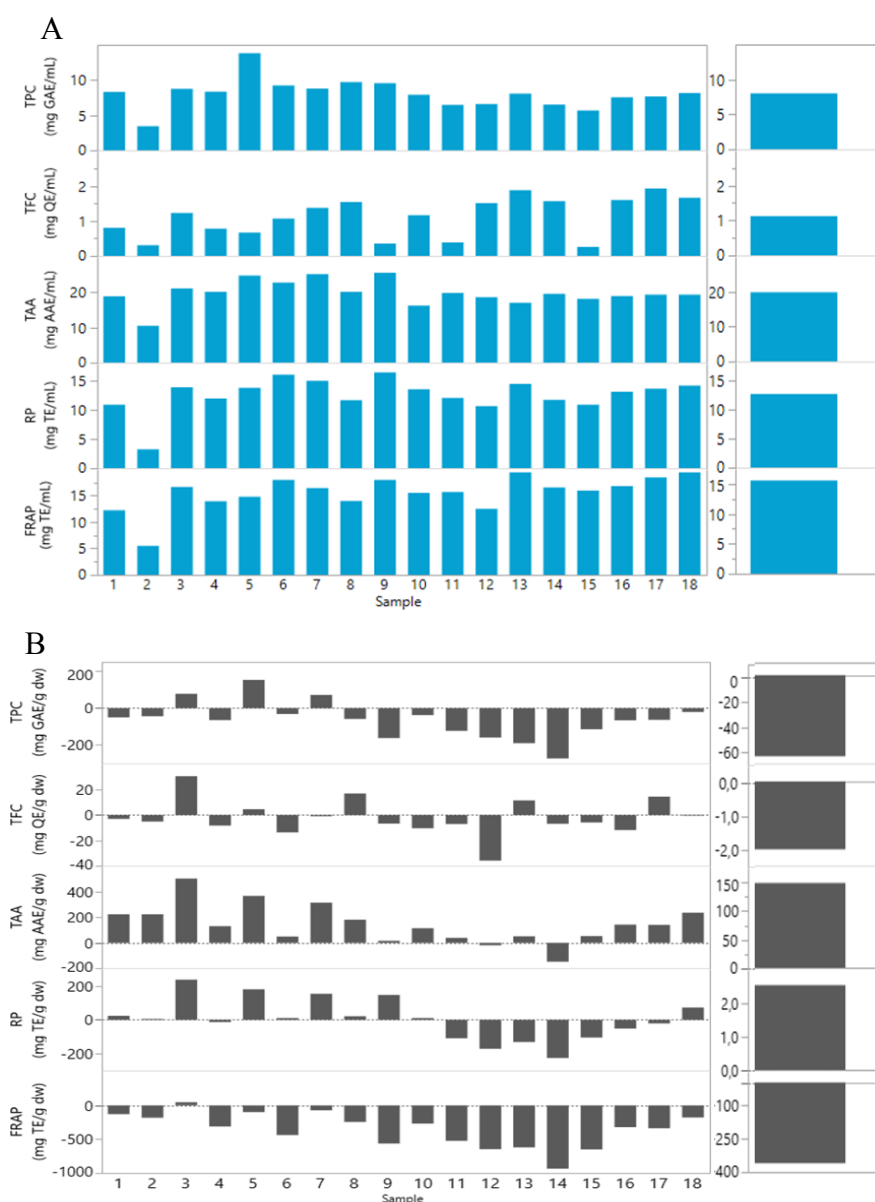 A
TPC
(mg GAE/mL)
10
5
0
10
5
0
TFC
(mg QE/mL)
2
1
0
2
1
0
TAA
(mg AAE/mL)
20
10
0
20
10
0
RP
(mg TE/mL)
15
10
5
0
15
10
5
0
FRAP
(mg TE/mL)
15
10
5
0
15
10
5
0
1 2 3 4 5 6 7 8 9 10 11 12 13 14 15 16 17 18
Sample
B
TPC
(mg GAE/g dw)
200
0
-200
0
-20
-40
-60
TFC
(mg QE/g dw)
20
0
-20
-40
0,0
-1,0
-2,0
TAA
(mg AAE/g dw)
400
200
0
-200
150
100
50
0
RP
(mg TE/g dw)
200
0
-200
2,0
1,0
0,0
FRAP
(mg TE/g dw)
0
-500
-1000
-100
-250
-400
1 2 3 4 5 6 7 8 9 10 11 12 13 14 15 16 17 18
Sample